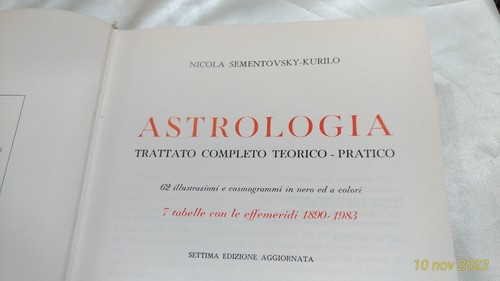 NICOLA SEMENTOVSKY-KURILO
ASTROLOGIA
TRATTATO COMPLETO TEORICO - PRATICO
62 illustrazioni e cosmogrammi in nero ed a colori
7 tabelle con le effemeridi 1890-1983
SETTIMA EDIZIONE AGGIORNATA
10 nov 2023